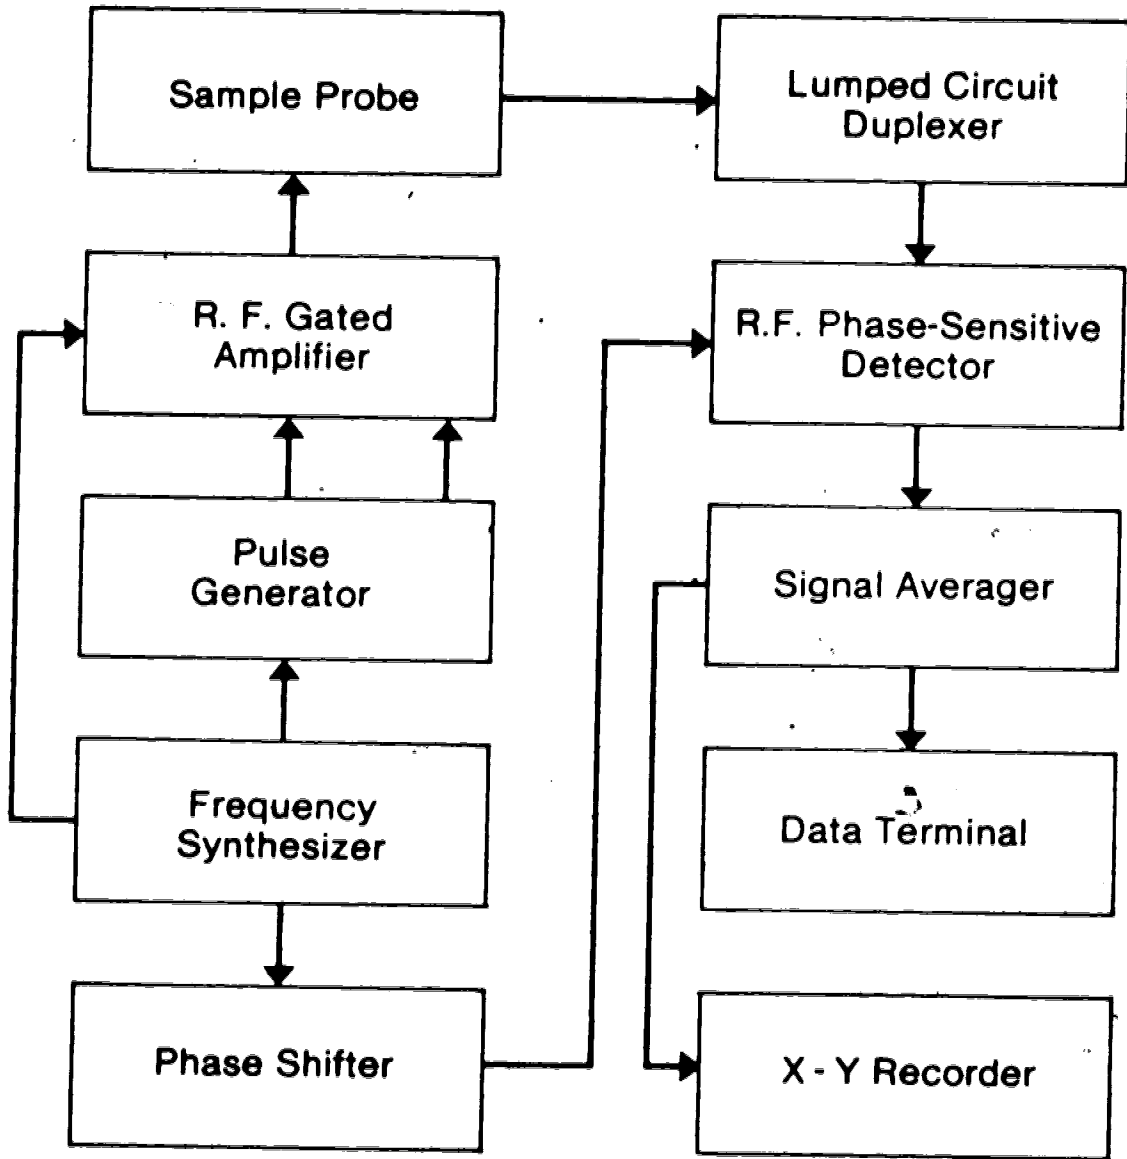 Sample Probe
Lumped Circuit
Duplexer
R. F. Gated
Amplifier
R.F. Phase-Sensitive
Detector
Pulse
Generator
Signal Averager
Frequency
Synthesizer
Data Terminal
Phase Shifter
X - Y Recorder